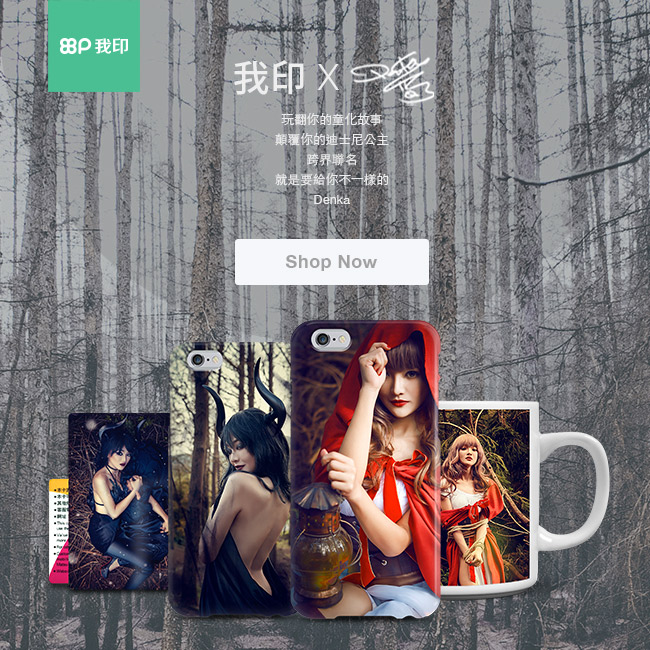 88P 我印
我印 X
玩翻你的童化故事
顛覆你的迪士尼公主
跨界聯名
就是要給你不一樣的
Denka
Shop Now